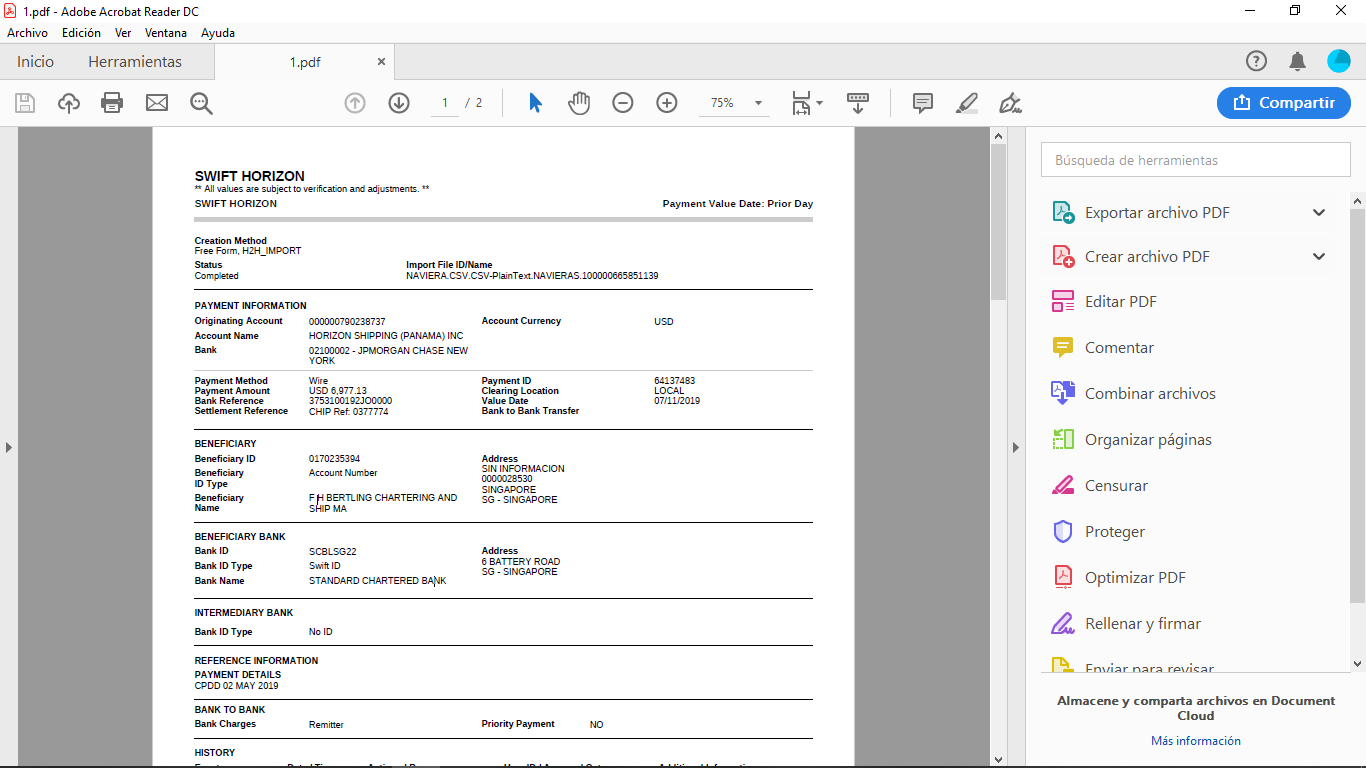 1.pdf - Adobe Acrobat Reader DC
Archivo Edición Ver Ventana Ayuda
Inicio Herramientas 1.pdf
1 / 2 75% Compartir
SWIFT HORIZON
** All values are subject to verification and adjustments. **
SWIFT HORIZON Payment Value Date: Prior Day
Creation Method
Free Form, H2H_IMPORT
Status Import File ID/Name
Completed NAVIERA.CSV.CSV-PlainText.NAVIERAS.100000665851139
PAYMENT INFORMATION
Originating Account 000000790238737 Account Currency USD
Account Name HORIZON SHIPPING (PANAMA) INC
Bank 02100002 - JPMORGAN CHASE NEW
YORK
Payment Method Wire Payment ID 64137483
Payment Amount USD 6,977.13 Clearing Location LOCAL
Bank Reference 3753100192JO0000 Value Date 07/11/2019
Settlement Reference CHIP Ref: 0377774 Bank to Bank Transfer
BENEFICIARY
Beneficiary ID 0170235394 Address
Beneficiary Account Number SIN INFORMACION
ID Type 0000028530
SINGAPORE
Beneficiary F H BERTLING CHARTERING AND SG - SINGAPORE
Name SHIP MA
BENEFICIARY BANK
Bank ID SCBLSG22 Address
Bank ID Type Swift ID 6 BATTERY ROAD
SG - SINGAPORE
Bank Name STANDARD CHARTERED BANK
INTERMEDIARY BANK
Bank ID Type No ID
REFERENCE INFORMATION
PAYMENT DETAILS
CPDD 02 MAY 2019
BANK TO BANK
Bank Charges Remitter Priority Payment NO
HISTORY
Búsqueda de herramientas
Exportar archivo PDF
Crear archivo PDF
Editar PDF
Comentar
Combinar archivos
Organizar páginas
Censurar
Proteger
Optimizar PDF
Rellenar y firmar
Enviar para revisar
Almacene y comparta archivos en Document
Cloud
Más información